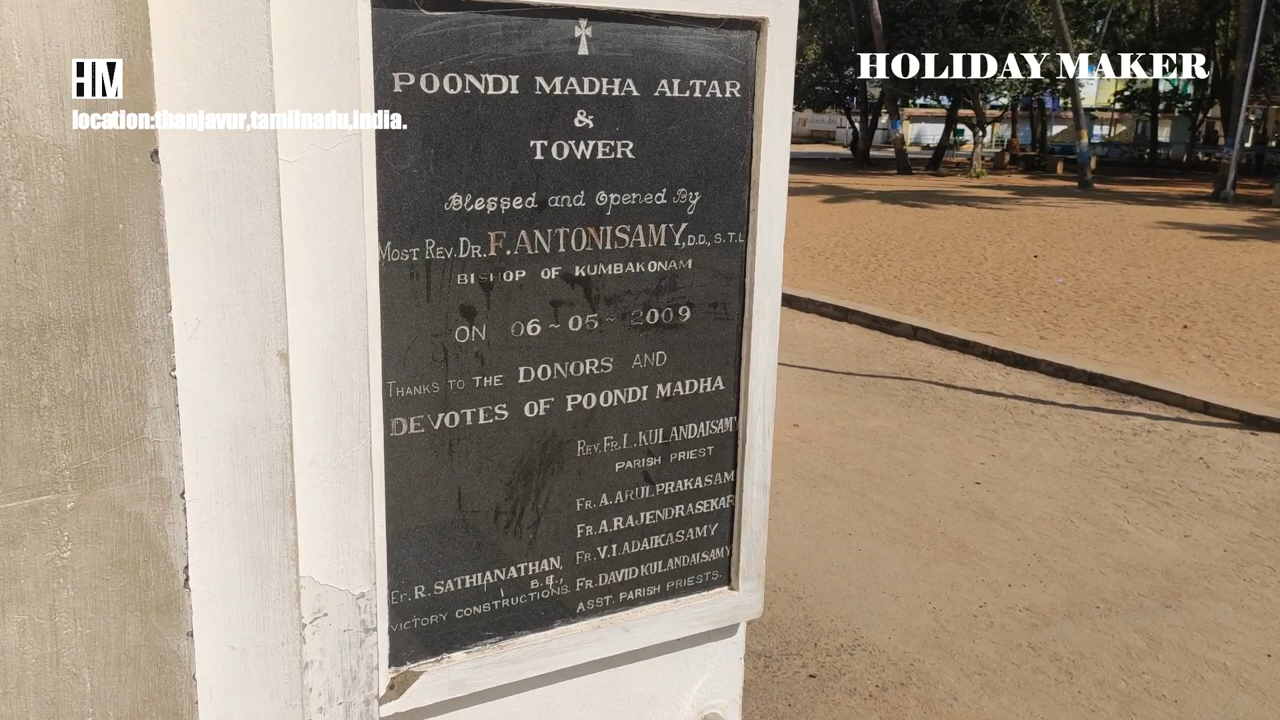 HM
location:thanjavur,tamilnadu,india.
HOLIDAY MAKER
POONDI MADHA ALTAR
&
TOWER
Blessed and Opened By
MOST REV.DR.F.ANTONISAMY,D.D., S.T.L
BISHOP OF KUMBAKONAM
ON 06~05~2009
THANKS TO THE DONORS AND
DEVOTES OF POONDI MADHA
REV.FR.L.KULANDAISAMY
PARISH PRIEST
FR.A.ARULPRAKASAM
FR.A.RAJENDRASEKAR
FR.V.I.ADAIKASAMY
FR.DAVID KULANDAISAMY
ASST. PARISH PRIESTS.
Er.R.SATHIANATHAN,
B.E.,
VICTORY CONSTRUCTIONS.